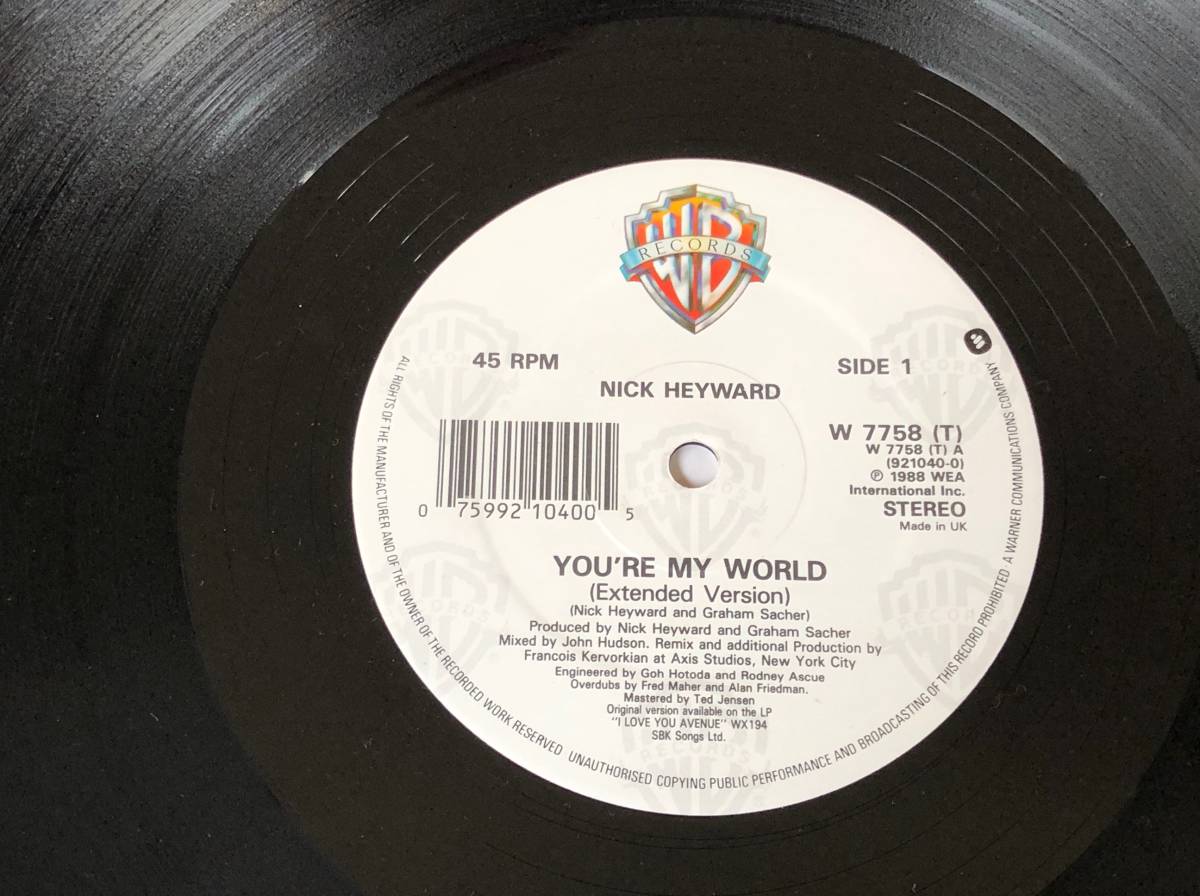 WB
RECORDS
45 RPM
SIDE 1
NICK HEYWARD
W 7758 (T)
W 7758 (T) A
(921040-0)
℗ 1988 WEA
International Inc.
STEREO
Made in UK
0 75992 10400 5
YOU'RE MY WORLD
(Extended Version)
(Nick Heyward and Graham Sacher)
Produced by Nick Heyward and Graham Sacher
Mixed by John Hudson. Remix and additional Production by
Francois Kervorkian at Axis Studios, New York City
Engineered by Goh Hotoda and Rodney Ascue
Overdubs by Fred Maher and Alan Friedman.
Mastered by Ted Jensen
Original version available on the LP
"I LOVE YOU AVENUE" WX194
SBK Songs Ltd.
ALL RIGHTS OF THE MANUFACTURER AND OF THE OWNER OF THE RECORDED WORK RESERVED UNAUTHORISED COPYING PUBLIC PERFORMANCE AND BROADCASTING OF THIS RECORD PROHIBITED A WARNER COMMUNICATIONS COMPANY